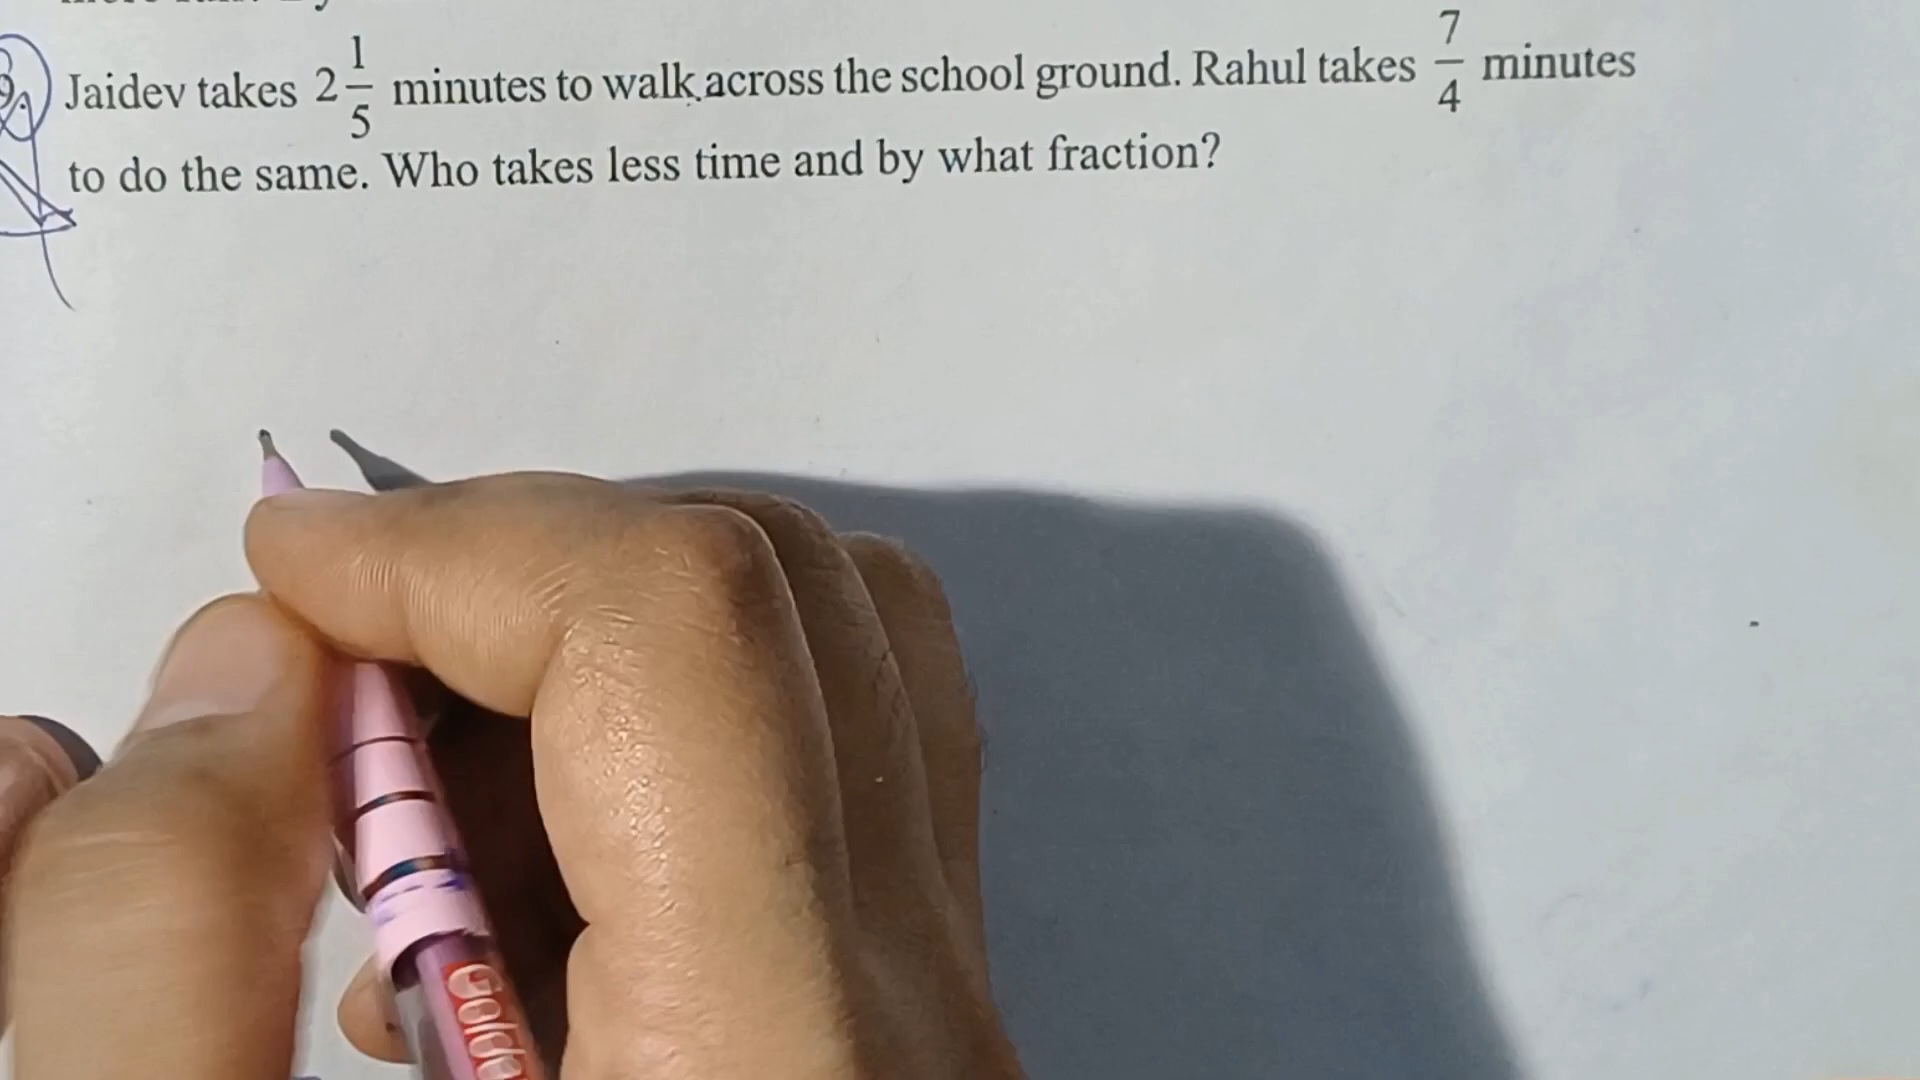 Jaidev takes 2 1/5 minutes to walk across the school ground. Rahul takes 7/4 minutes
to do the same. Who takes less time and by what fraction?